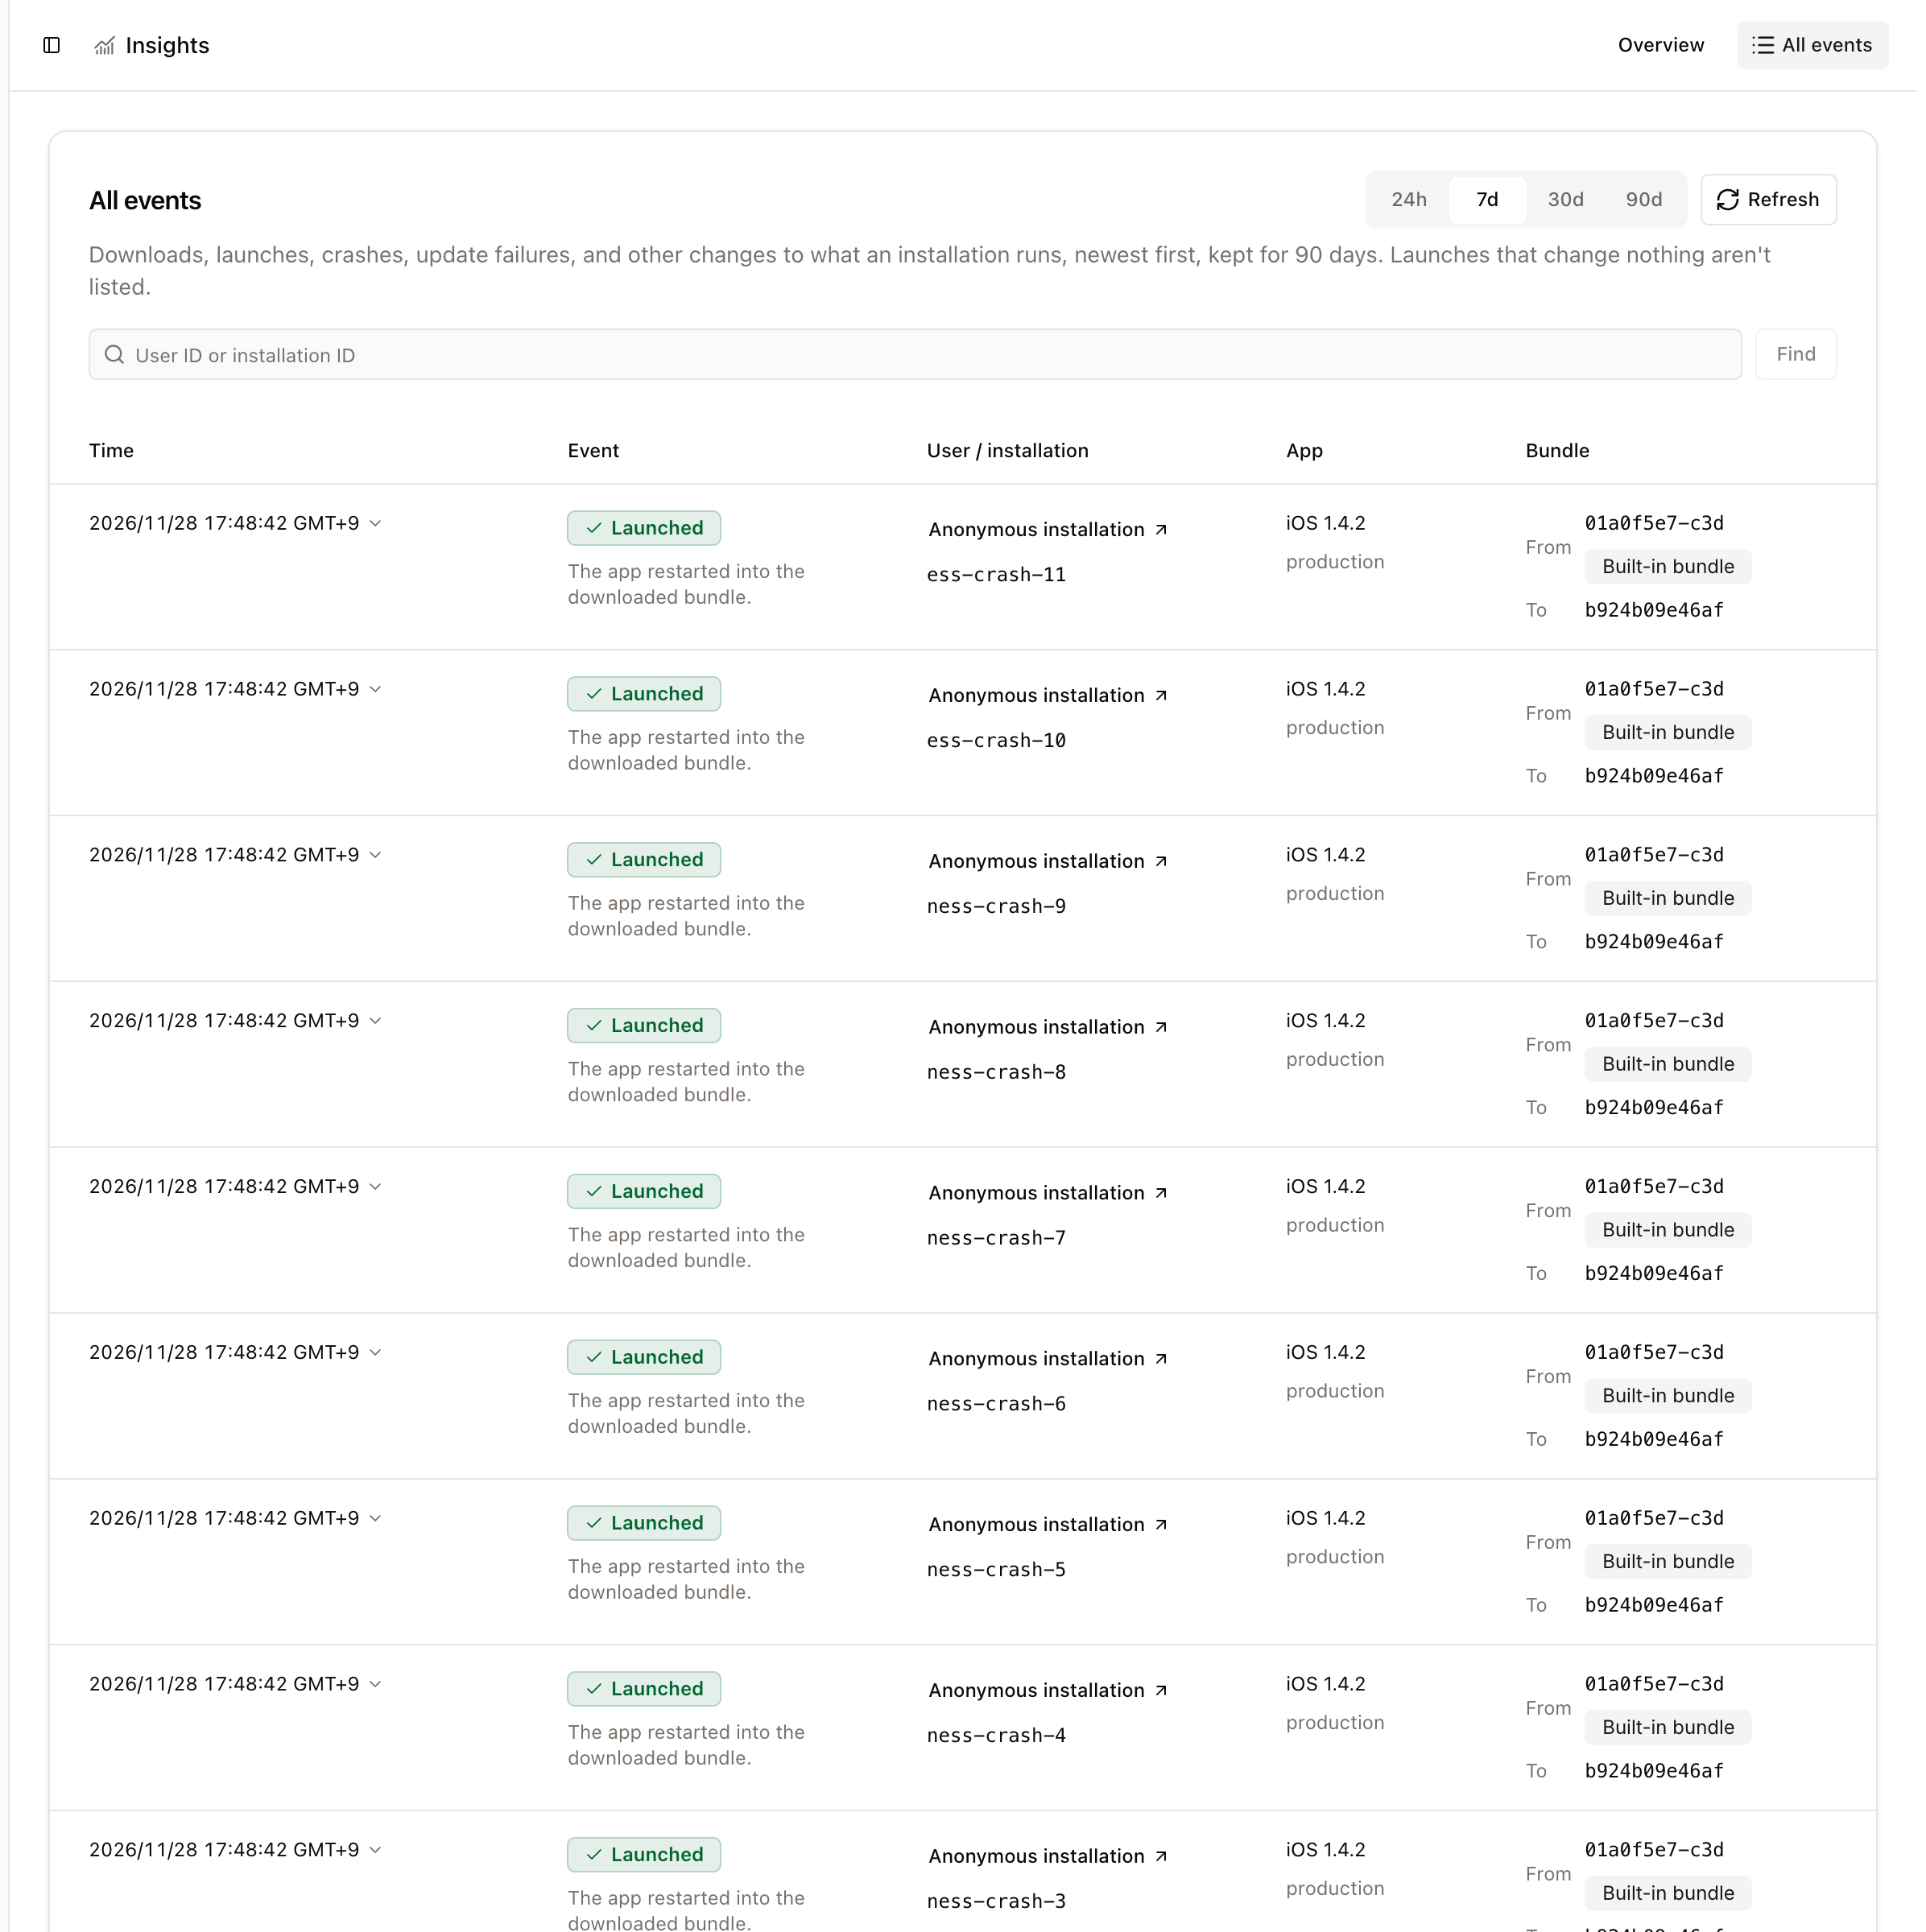 Insights
Overview
All events
All events
24h
7d
30d
90d
Refresh
Downloads, launches, crashes, update failures, and other changes to what an installation runs, newest first, kept for 90 days. Launches that change nothing aren't
listed.
User ID or installation ID
Find
Time
Event
User / installation
App
Bundle
2026/11/28 17:48:42 GMT+9
Launched
The app restarted into the
downloaded bundle.
Anonymous installation
ess-crash-11
iOS 1.4.2
production
From
01a0f5e7-c3d
Built-in bundle
To
b924b09e46af
2026/11/28 17:48:42 GMT+9
Launched
The app restarted into the
downloaded bundle.
Anonymous installation
ess-crash-10
iOS 1.4.2
production
From
01a0f5e7-c3d
Built-in bundle
To
b924b09e46af
2026/11/28 17:48:42 GMT+9
Launched
The app restarted into the
downloaded bundle.
Anonymous installation
ness-crash-9
iOS 1.4.2
production
From
01a0f5e7-c3d
Built-in bundle
To
b924b09e46af
2026/11/28 17:48:42 GMT+9
Launched
The app restarted into the
downloaded bundle.
Anonymous installation
ness-crash-8
iOS 1.4.2
production
From
01a0f5e7-c3d
Built-in bundle
To
b924b09e46af
2026/11/28 17:48:42 GMT+9
Launched
The app restarted into the
downloaded bundle.
Anonymous installation
ness-crash-7
iOS 1.4.2
production
From
01a0f5e7-c3d
Built-in bundle
To
b924b09e46af
2026/11/28 17:48:42 GMT+9
Launched
The app restarted into the
downloaded bundle.
Anonymous installation
ness-crash-6
iOS 1.4.2
production
From
01a0f5e7-c3d
Built-in bundle
To
b924b09e46af
2026/11/28 17:48:42 GMT+9
Launched
The app restarted into the
downloaded bundle.
Anonymous installation
ness-crash-5
iOS 1.4.2
production
From
01a0f5e7-c3d
Built-in bundle
To
b924b09e46af
2026/11/28 17:48:42 GMT+9
Launched
The app restarted into the
downloaded bundle.
Anonymous installation
ness-crash-4
iOS 1.4.2
production
From
01a0f5e7-c3d
Built-in bundle
To
b924b09e46af
2026/11/28 17:48:42 GMT+9
Launched
The app restarted into the
downloaded bundle.
Anonymous installation
ness-crash-3
iOS 1.4.2
production
From
01a0f5e7-c3d
Built-in bundle